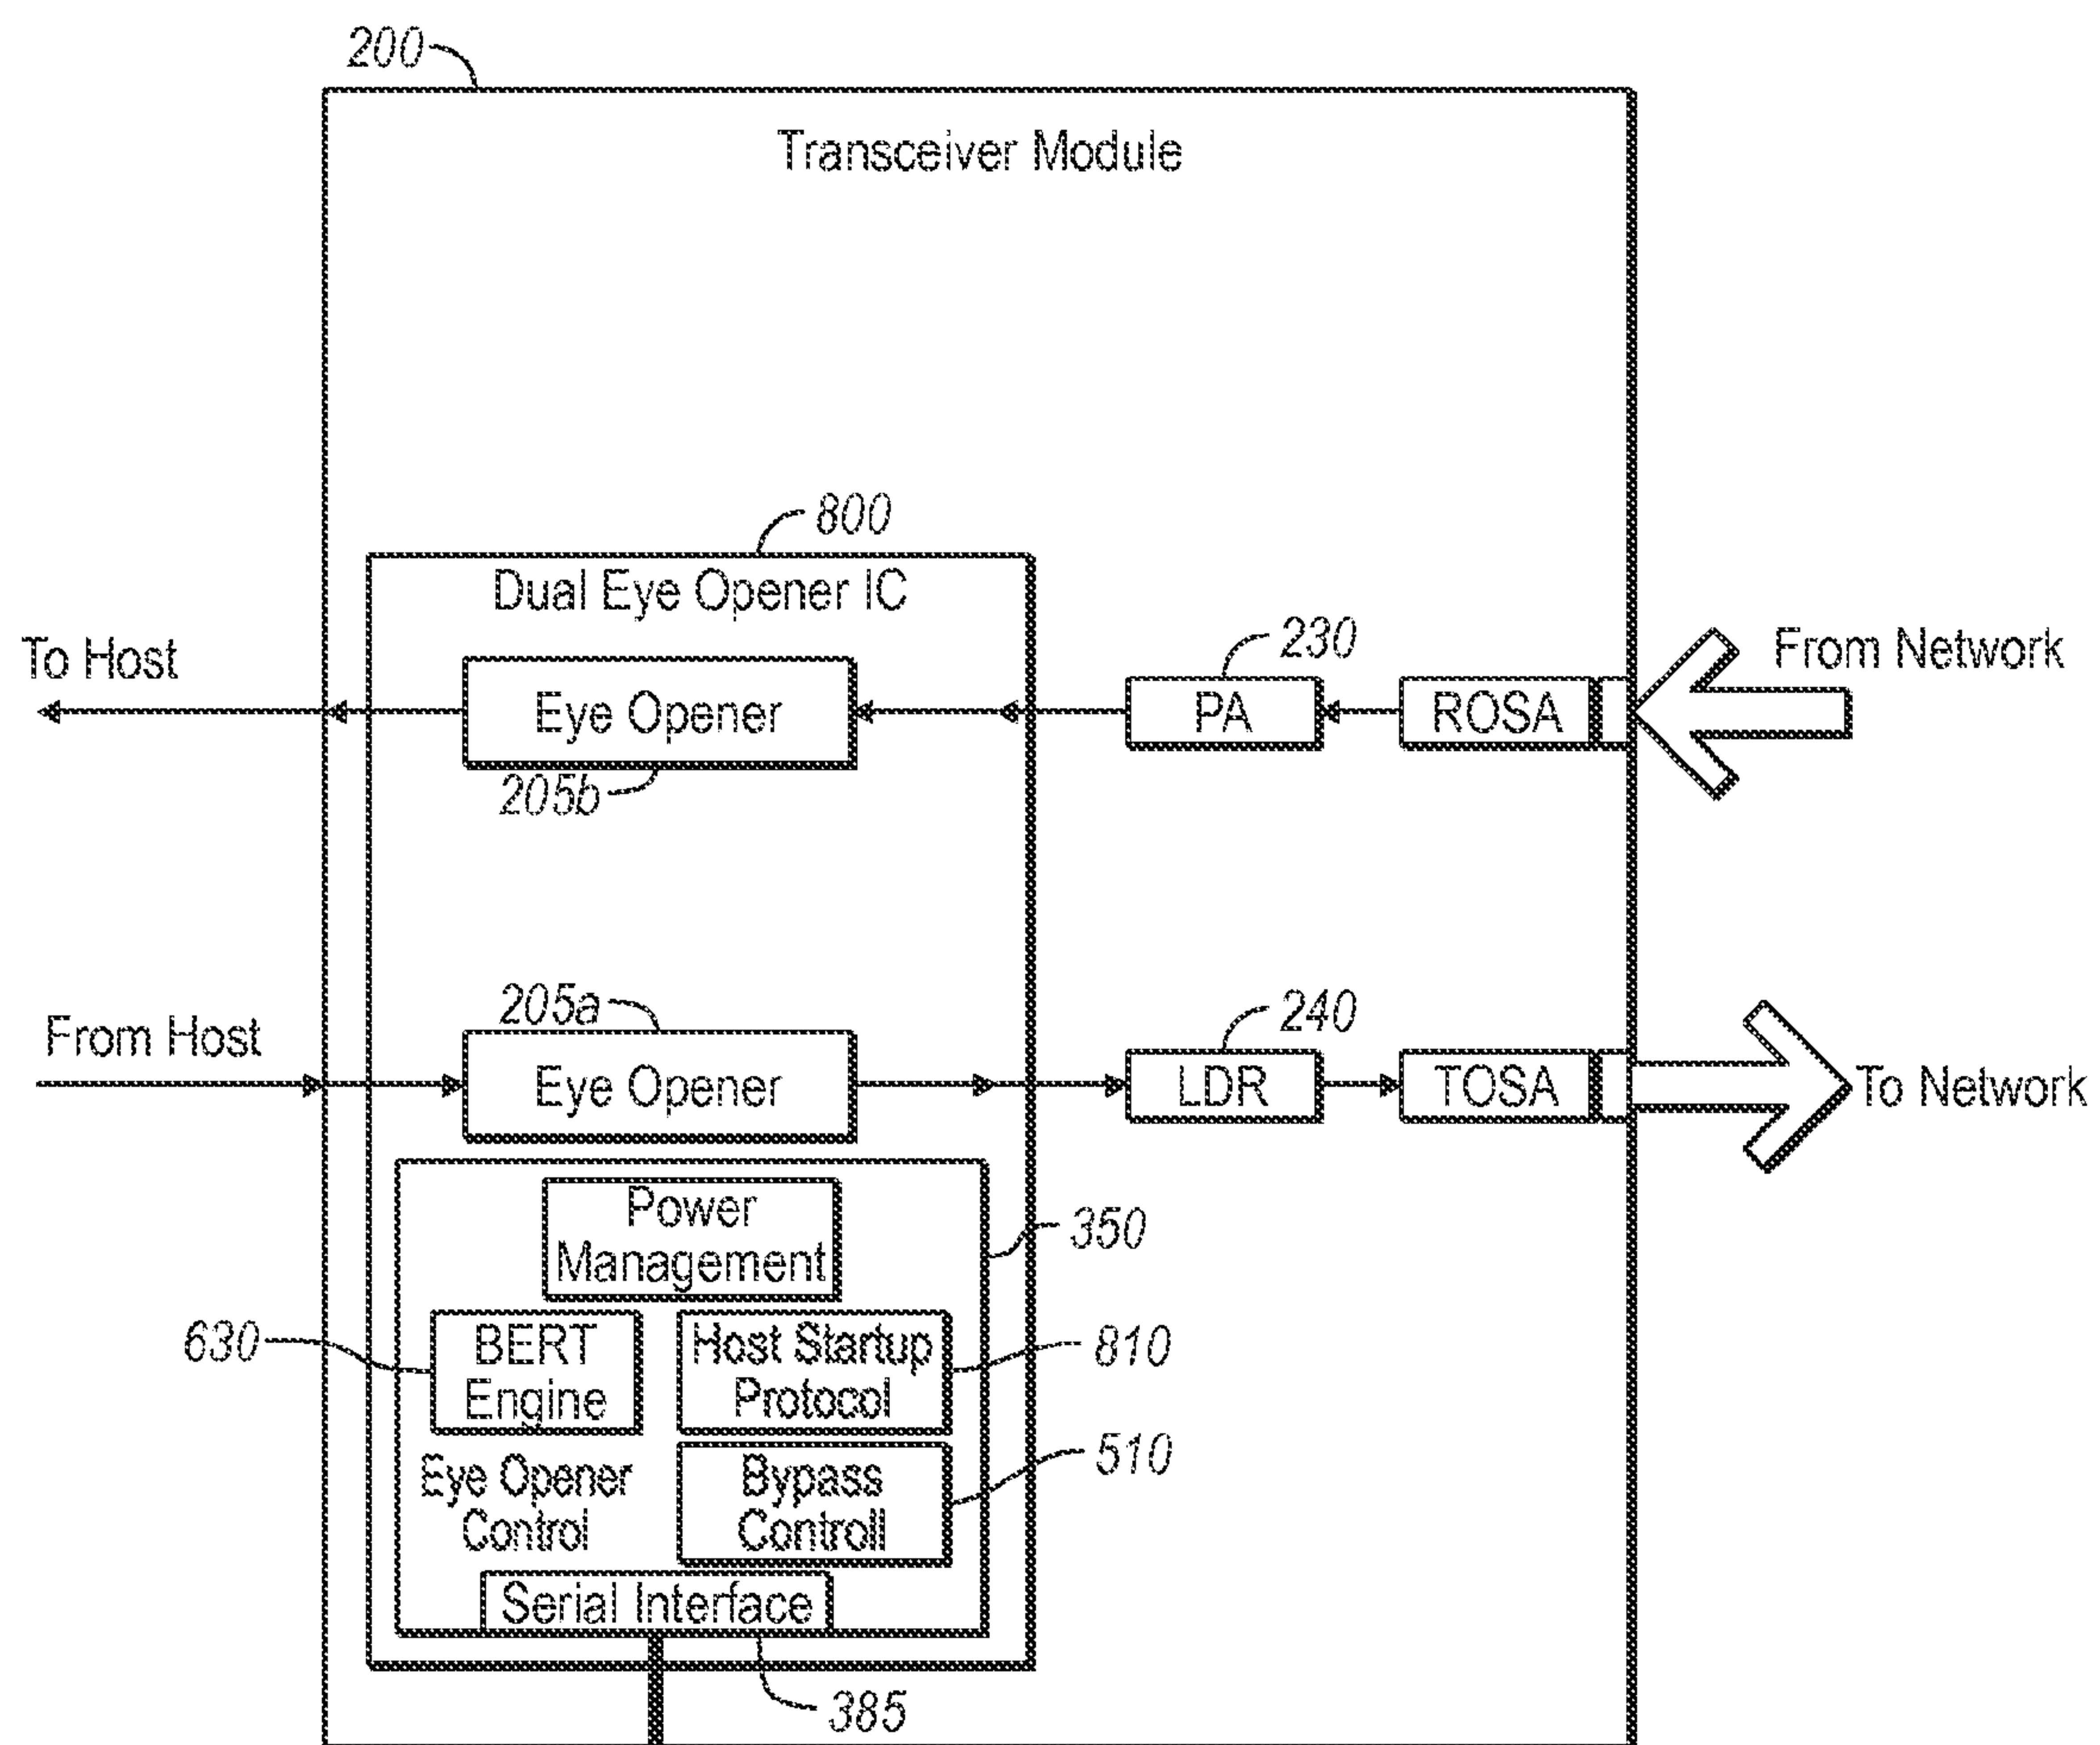 200
Transceiver Module
800
Dual Eye Opener IC
To Host
Eye Opener
205b
230
PA
ROSA
From Network
From Host
205a
Eye Opener
240
LDR
TOSA
To Network
Power
Management
350
630
BERT
Engine
Host Startup
Protocol
810
Eye Opener
Control
Bypass
Controll
510
Serial Interface
385